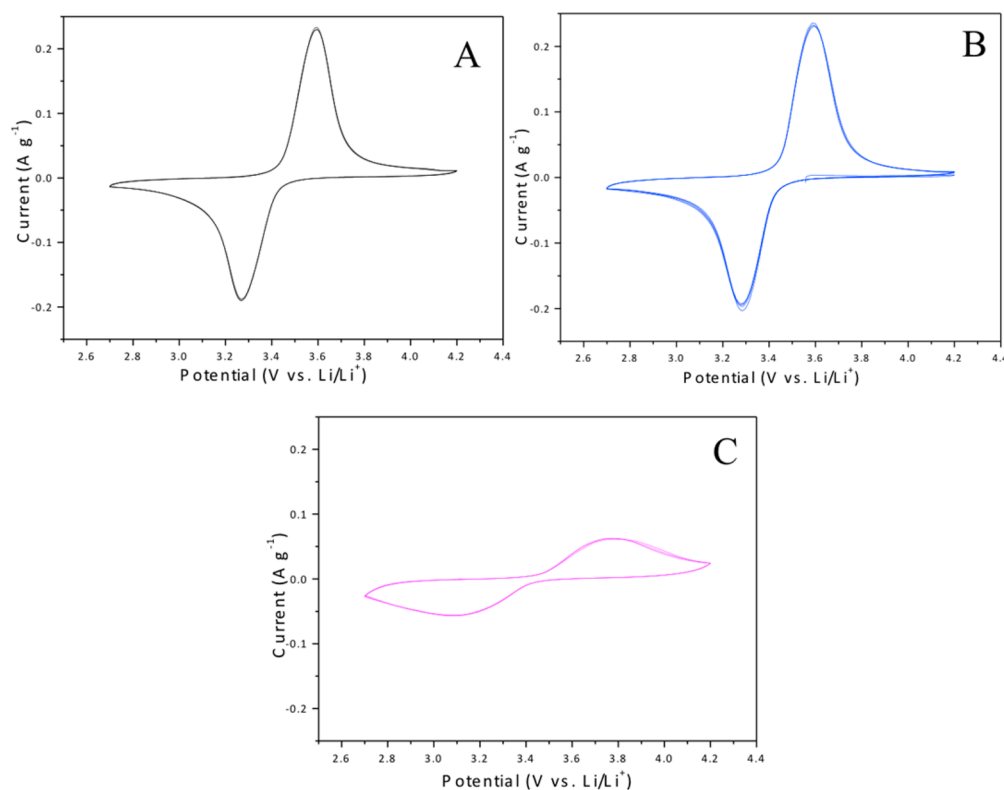 A
0.2
0.1
0.0
-0.1
-0.2
Current (A g⁻¹)
2.6 2.8 3.0 3.2 3.4 3.6 3.8 4.0 4.2 4.4
Potential (V vs. Li/Li⁺)
B
0.2
0.1
0.0
-0.1
-0.2
Current (A g⁻¹)
2.6 2.8 3.0 3.2 3.4 3.6 3.8 4.0 4.2 4.4
Potential (V vs. Li/Li⁺)
C
0.2
0.1
0.0
-0.1
-0.2
Current (A g⁻¹)
2.6 2.8 3.0 3.2 3.4 3.6 3.8 4.0 4.2 4.4
Potential (V vs. Li/Li⁺)